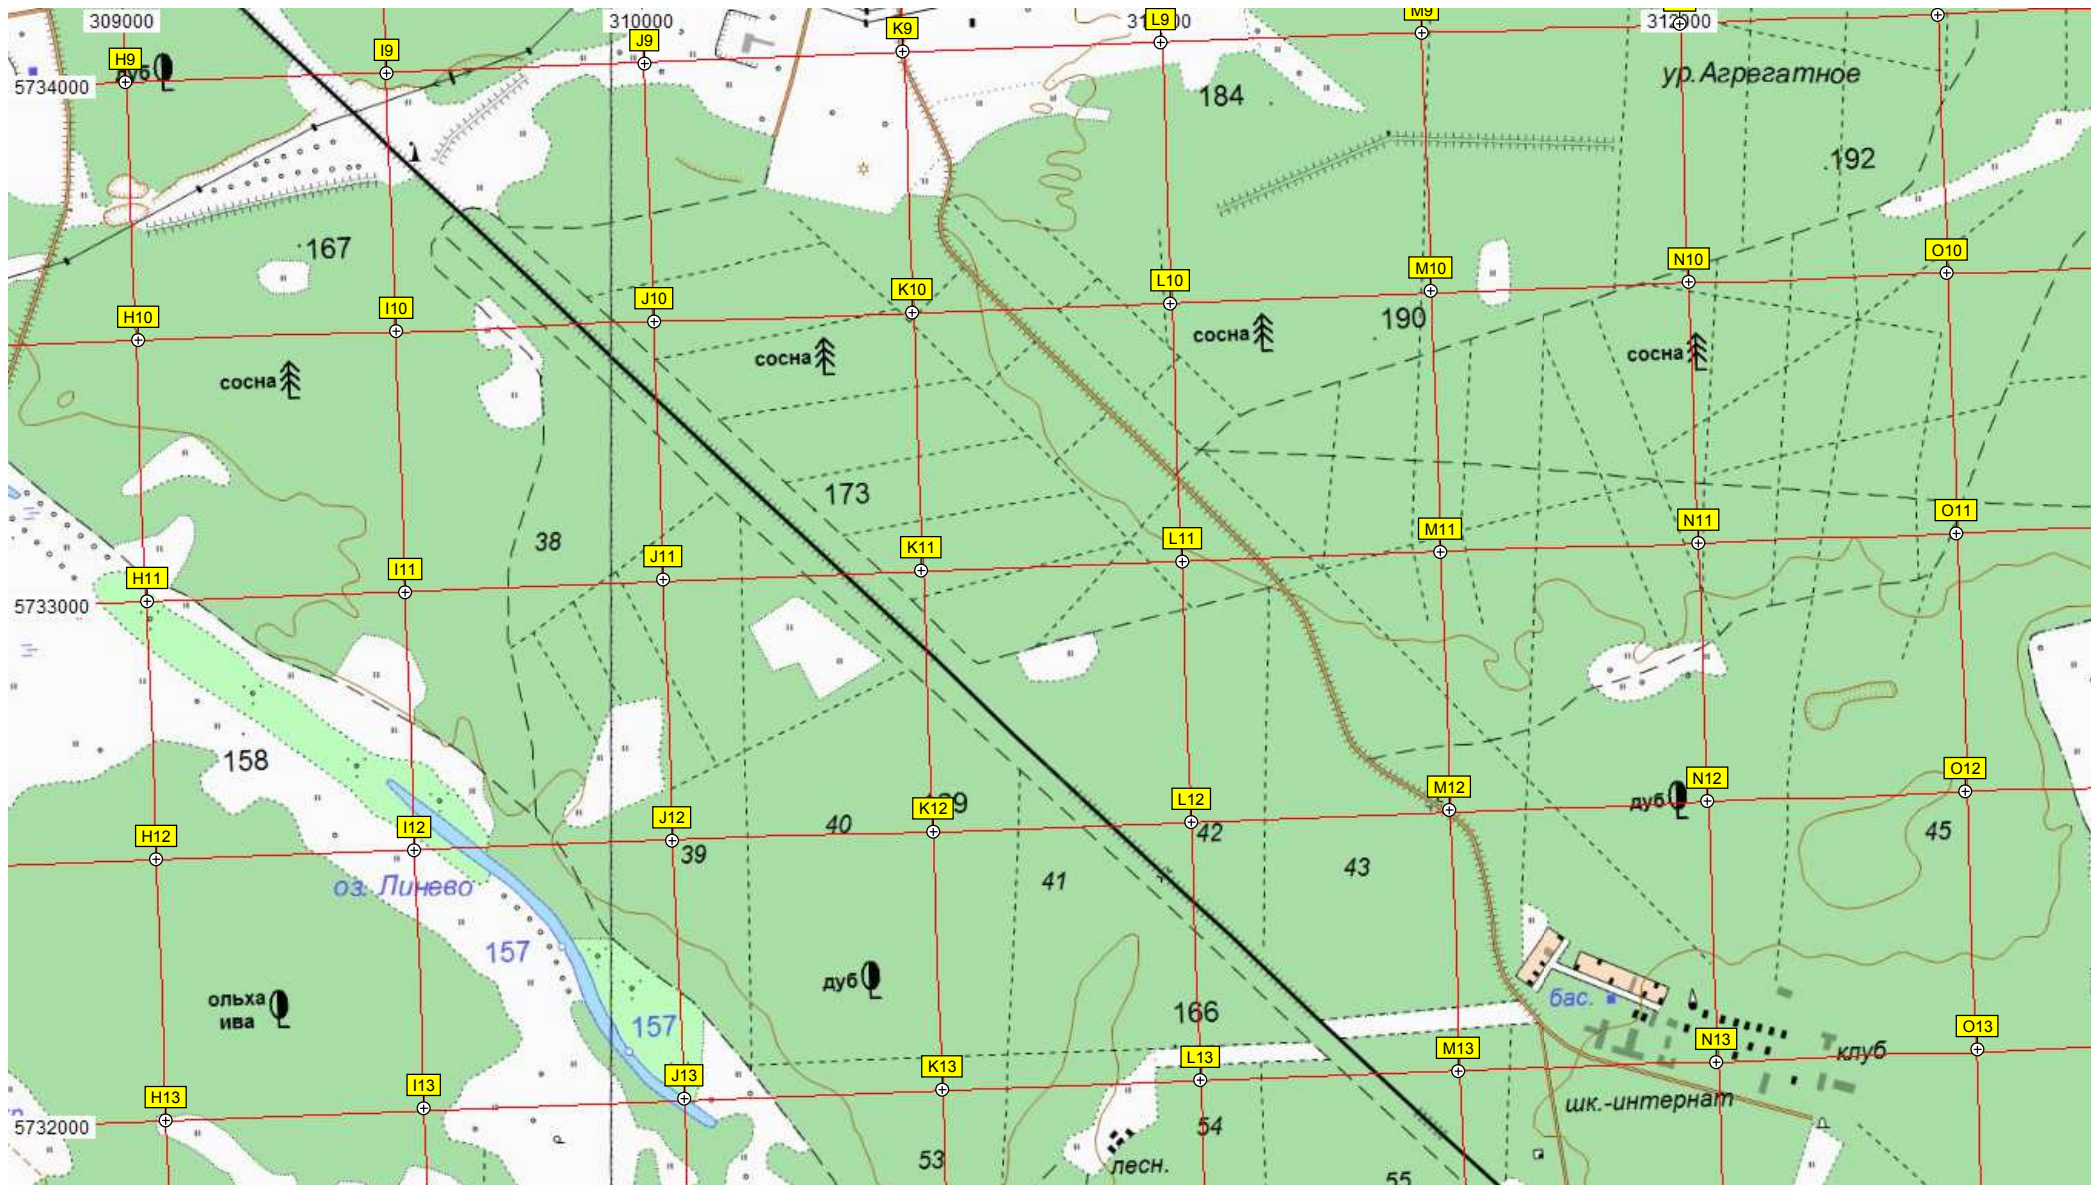 309000
310000
312000
H9
I9
J9
K9
L9
M9
5734000
дуб
184
ур.Агрегатное
192
167
H10
I10
J10
K10
L10
M10
N10
O10
190
сосна
сосна
сосна
сосна
173
38
H11
I11
J11
K11
L11
M11
N11
O11
5733000
158
H12
I12
J12
K12
L12
M12
N12
O12
дуб
39
40
42
43
45
41
оз. Линево
157
157
дуб
ольха
ива
166
бас.
H13
I13
J13
K13
L13
M13
N13
O13
клуб
шк.-интернат
5732000
53
54
55
лесн.